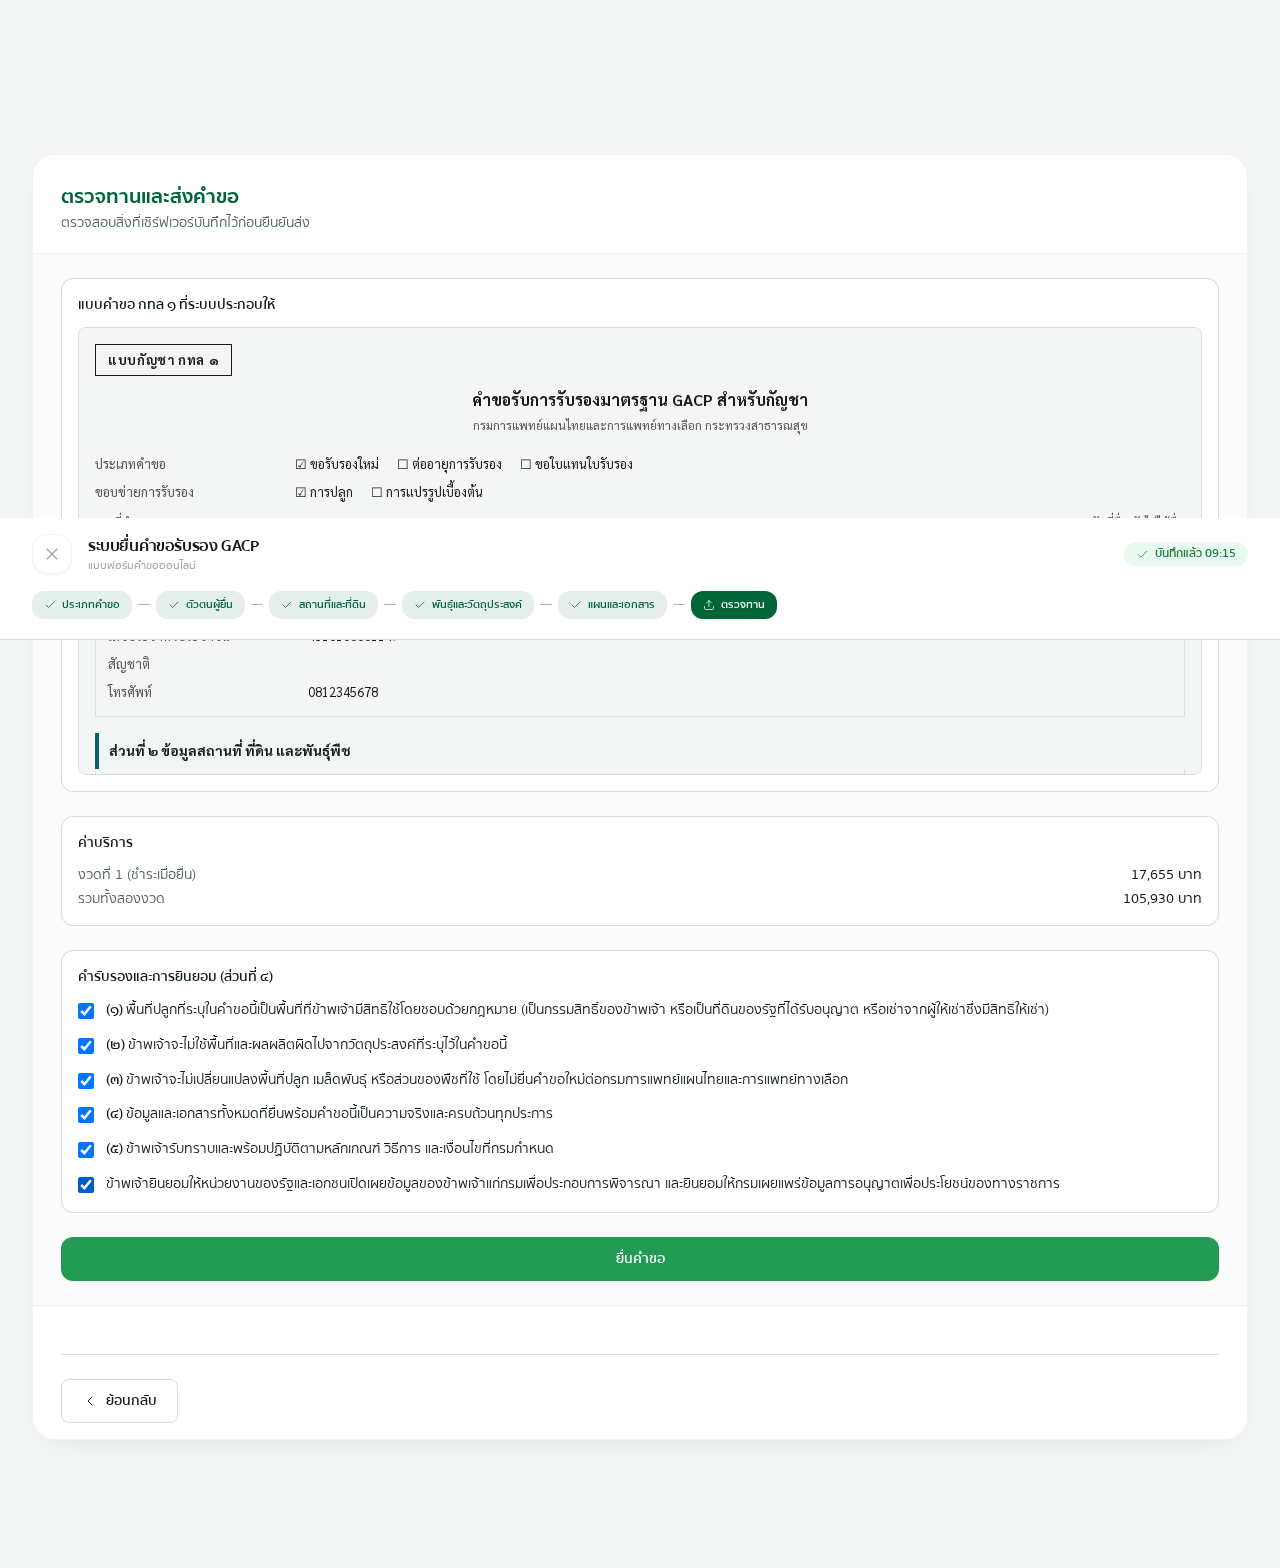 ตรวจทานและส่งคำขอ
ตรวจสอบสิ่งที่เซิร์ฟเวอร์บันทึกไว้ก่อนยืนยันส่ง
แบบคำขอ กทล ๑ ที่ระบบประกอบให้
แบบกัญชา กทล ๑
คำขอรับการรับรองมาตรฐาน GACP สำหรับกัญชา
กรมการแพทย์แผนไทยและการแพทย์ทางเลือก กระทรวงสาธารณสุข
ประเภทคำขอ ☑ ขอรับรองใหม่ ☐ ต่ออายุการรับรอง ☐ ขอใบแทนใบรับรอง
ขอบข่ายการรับรอง ☑ การปลูก ☐ การแปรรูปเบื้องต้น
ระบบยื่นคำขอรับรอง GACP
แบบฟอร์มคำขอออนไลน์
บันทึกแล้ว 09:15
ประเภทคำขอ
ตัวตนผู้ยื่น
สถานที่และที่ดิน
พันธุ์และวัตถุประสงค์
แผนและเอกสาร
ตรวจทาน
สัญชาติ
โทรศัพท์ 0812345678
ส่วนที่ ๒ ข้อมูลสถานที่ ที่ดิน และพันธุ์พืช
ค่าบริการ
งวดที่ 1 (ชำระเมื่อยื่น) 17,655 บาท
รวมทั้งสองงวด 105,930 บาท
คำรับรองและการยินยอม (ส่วนที่ ๔)
(๑) พื้นที่ปลูกที่ระบุในคำขอนี้เป็นพื้นที่ที่ข้าพเจ้ามีสิทธิใช้โดยชอบด้วยกฎหมาย (เป็นกรรมสิทธิ์ของข้าพเจ้า หรือเป็นที่ดินของรัฐที่ได้รับอนุญาต หรือเช่าจากผู้ให้เช่าซึ่งมีสิทธิให้เช่า)
(๒) ข้าพเจ้าจะไม่ใช้พื้นที่และผลผลิตผิดไปจากวัตถุประสงค์ที่ระบุไว้ในคำขอนี้
(๓) ข้าพเจ้าจะไม่เปลี่ยนแปลงพื้นที่ปลูก เมล็ดพันธุ์ หรือส่วนของพืชที่ใช้ โดยไม่ยื่นคำขอใหม่ต่อกรมการแพทย์แผนไทยและการแพทย์ทางเลือก
(๔) ข้อมูลและเอกสารทั้งหมดที่ยื่นพร้อมคำขอนี้เป็นความจริงและครบถ้วนทุกประการ
(๕) ข้าพเจ้ารับทราบและพร้อมปฏิบัติตามหลักเกณฑ์ วิธีการ และเงื่อนไขที่กรมกำหนด
ข้าพเจ้ายินยอมให้หน่วยงานของรัฐและเอกชนเปิดเผยข้อมูลของข้าพเจ้าแก่กรมเพื่อประกอบการพิจารณา และยินยอมให้กรมเผยแพร่ข้อมูลการอนุญาตเพื่อประโยชน์ของทางราชการ
ยื่นคำขอ
ย้อนกลับ